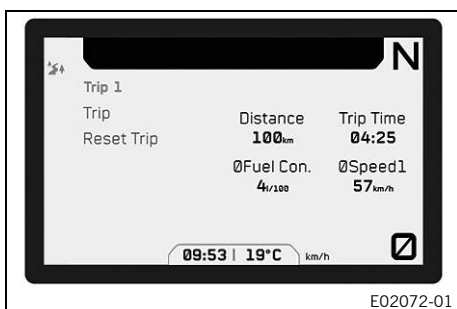 N
Trip 1
Trip
Reset Trip
Distance
100km
Trip Time
04:25
ØFuel Con.
4l/100
ØSpeed1
57km/h
09:53 | 19°C km/h
0
E02072-01